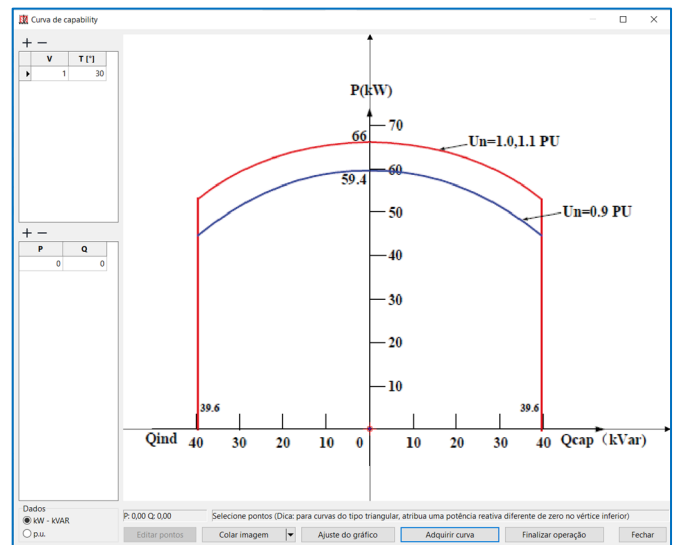 Curva de capability
+ −
V T [°]
1 30
+ −
P Q
0 0
P(kW)
70
66
Un=1.0,1.1 PU
60
59.4
50
Un=0.9 PU
40
30
20
10
39.6 39.6
Qind 40 30 20 10 0 10 20 30 40 Qcap (kVar)
Dados
kW - kVAR
p.u.
P: 0,00 Q: 0,00 Selecione pontos (Dica: para curvas do tipo triangular, atribua uma potência reativa diferente de zero no vértice inferior)
Editar pontos Colar imagem Ajuste do gráfico Adquirir curva Finalizar operação Fechar